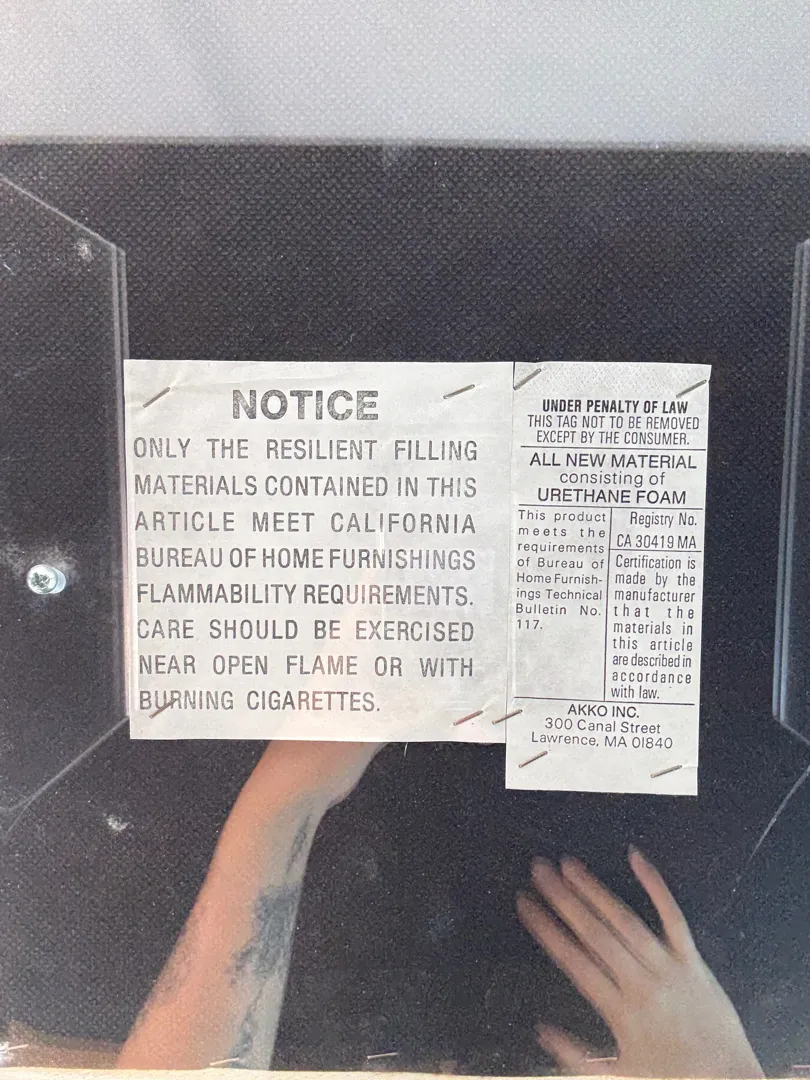 NOTICE
ONLY THE RESILIENT FILLING
MATERIALS CONTAINED IN THIS
ARTICLE MEET CALIFORNIA
BUREAU OF HOME FURNISHINGS
FLAMMABILITY REQUIREMENTS.
CARE SHOULD BE EXERCISED
NEAR OPEN FLAME OR WITH
BURNING CIGARETTES.
UNDER PENALTY OF LAW
THIS TAG NOT TO BE REMOVED
EXCEPT BY THE CONSUMER.
ALL NEW MATERIAL
consisting of
URETHANE FOAM
This product
meets the
requirements
of Bureau of
Home Furnish-
ings Technical
Bulletin No.
117.
Registry No.
CA 30419 MA
Certification is
made by the
manufacturer
that the
materials in
this article
are described in
accordance
with law.
AKKO INC.
300 Canal Street
Lawrence, MA 01840